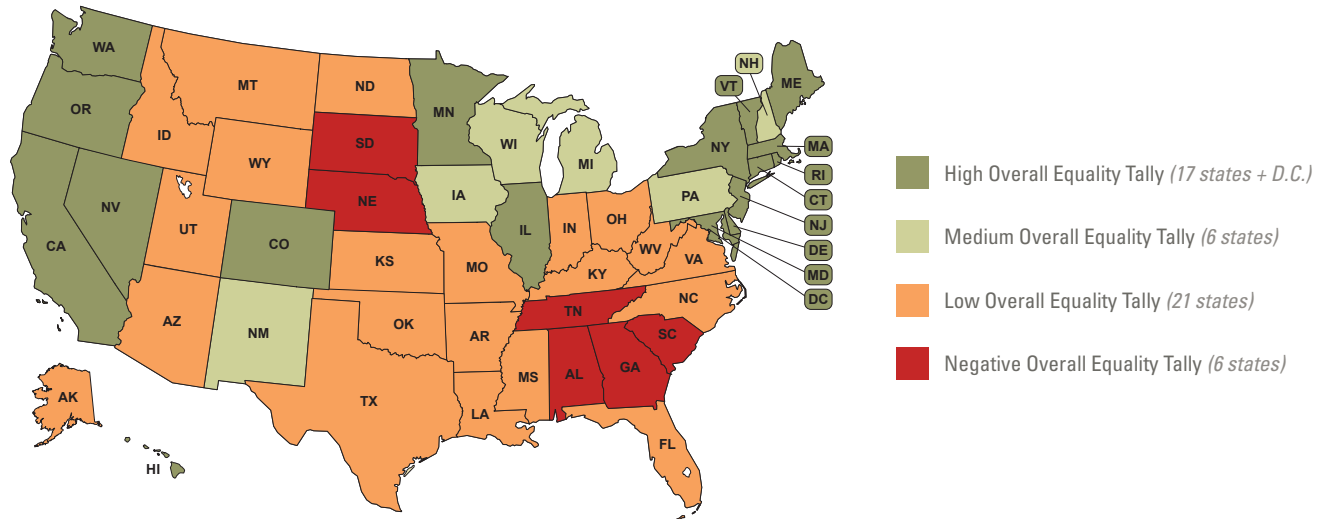 WA
OR
CA
NV
ID
MT
WY
UT
AZ
CO
NM
ND
SD
NE
KS
OK
TX
MN
IA
MO
AR
LA
WI
IL
MI
IN
OH
KY
TN
MS
AL
GA
FL
SC
NC
VA
WV
PA
NY
VT
NH
ME
MA
RI
CT
NJ
DE
MD
DC
AK
HI
High Overall Equality Tally (17 states + D.C.)
Medium Overall Equality Tally (6 states)
Low Overall Equality Tally (21 states)
Negative Overall Equality Tally (6 states)